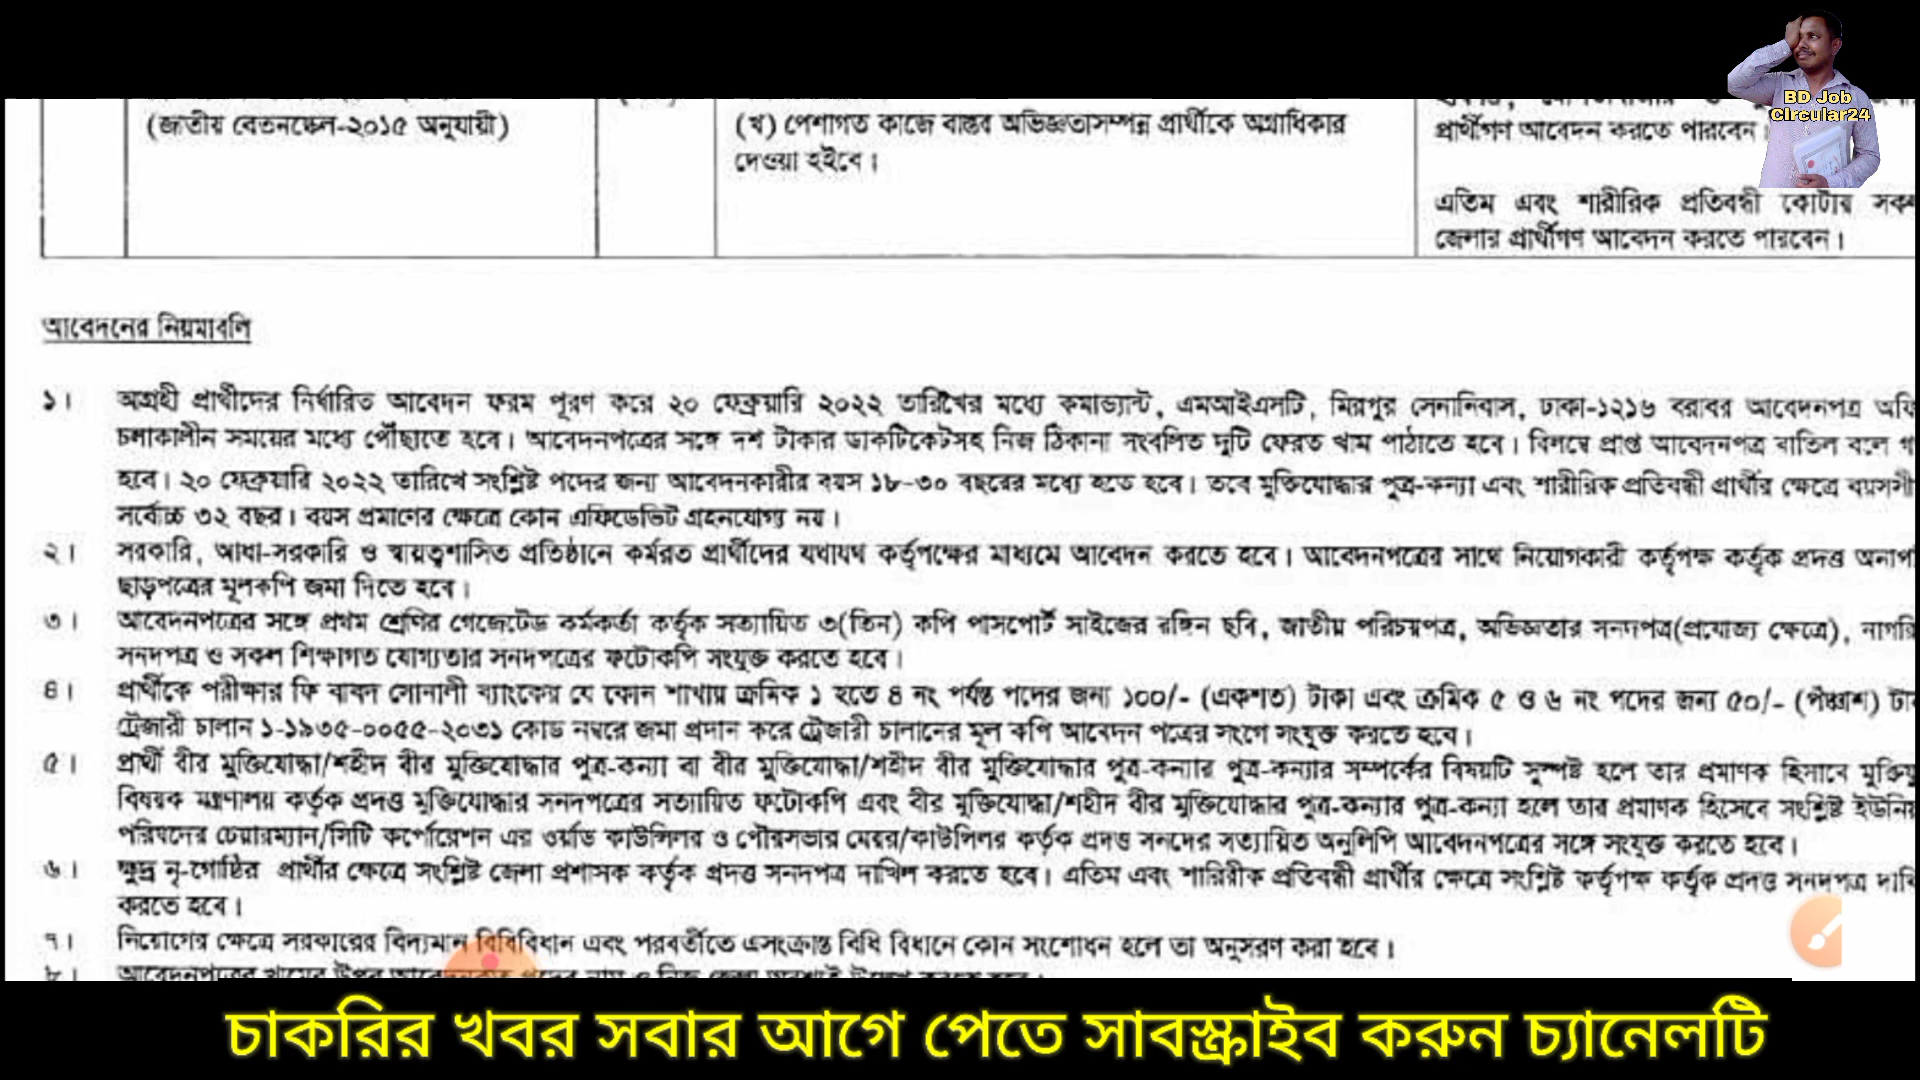 BD Job
CIrcular24
(জাতীয় বেতনস্কেল-২০১৫ অনুযায়ী)
(খ) পেশাগত কাজে বাস্তব অভিজ্ঞতাসম্পন্ন প্রার্থীকে অগ্রাধিকার
দেওয়া হইবে।
প্রার্থীগণ আবেদন করতে পারবেন।
এতিম এবং শারীরিক প্রতিবন্ধী কোটায় সকল
জেলার প্রার্থীগণ আবেদন করতে পারবেন।
আবেদনের নিয়মাবলি
১। অগ্রহী প্রার্থীদের নির্ধারিত আবেদন ফরম পূরণ করে ২০ ফেব্রুয়ারি ২০২২ তারিখের মধ্যে কমান্ড্যান্ট, এমআইএসটি, মিরপুর সেনানিবাস, ঢাকা-১২১৬ বরাবর আবেদনপত্র
চলাকালীন সময়ের মধ্যে পৌঁছাতে হবে। আবেদনপত্রের সঙ্গে দশ টাকার ডাকটিকেটসহ নিজ ঠিকানা সংবলিত দুটি ফেরত খাম পাঠাতে হবে। বিলম্বে প্রাপ্ত আবেদনপত্র বাতিল বলে
হবে। ২০ ফেব্রুয়ারি ২০২২ তারিখে সংশ্লিষ্ট পদের জন্য আবেদনকারীর বয়স ১৮-৩০ বছরের মধ্যে হতে হবে। তবে মুক্তিযোদ্ধার পুত্র-কন্যা এবং শারীরিক প্রতিবন্ধী প্রার্থীর ক্ষেত্রে
সর্বোচ্চ ৩২ বছর। বয়স প্রমাণের ক্ষেত্রে কোন এফিডেভিট গ্রহনযোগ্য নয়।
২। সরকারি, আধা-সরকারি ও স্বায়ত্বশাসিত প্রতিষ্ঠানে কর্মরত প্রার্থীদের যথাযথ কর্তৃপক্ষের মাধ্যমে আবেদন করতে হবে। আবেদনপত্রের সাথে নিয়োগকারী কর্তৃপক্ষ কর্তৃক প্রদত্ত
ছাড়পত্রের মূলকপি জমা দিতে হবে।
৩। আবেদনপত্রের সঙ্গে প্রথম শ্রেণির গেজেটেড কর্মকর্তা কর্তৃক সত্যায়িত ৩(তিন) কপি পাসপোর্ট সাইজের রঙ্গিন ছবি, জাতীয় পরিচয়পত্র, অভিজ্ঞতার সনদপত্র(প্রযোজ্য ক্ষেত্রে),
সনদপত্র ও সকল শিক্ষাগত যোগ্যতার সনদপত্রের ফটোকপি সংযুক্ত করতে হবে।
৪। প্রার্থীকে পরীক্ষার ফি বাবদ সোনালী ব্যাংকের যে কোন শাখায় ক্রমিক ১ হতে ৪ নং পর্যন্ত পদের জন্য ১০০/- (একশত) টাকা এবং ক্রমিক ৫ ও ৬ নং পদের জন্য ৫০/- (পঞ্চাশ)
ট্রেজারী চালান ১-১৯৩৫-০০৫৫-২০৩১ কোড নম্বরে জমা প্রদান করে ট্রেজারী চালানের মূল কপি আবেদন পত্রের সংগে সংযুক্ত করতে হবে।
৫। প্রার্থী বীর মুক্তিযোদ্ধা/শহীদ বীর মুক্তিযোদ্ধার পুত্র-কন্যা বা বীর মুক্তিযোদ্ধা/শহীদ বীর মুক্তিযোদ্ধার পুত্র-কন্যার পুত্র-কন্যার সম্পর্কের বিষয়টি সুস্পষ্ট হলে তার প্রমাণক হিসাবে
বিষয়ক মন্ত্রণালয় কর্তৃক প্রদত্ত মুক্তিযোদ্ধার সনদপত্রের সত্যায়িত ফটোকপি এবং বীর মুক্তিযোদ্ধা/শহীদ বীর মুক্তিযোদ্ধার পুত্র-কন্যার পুত্র-কন্যা হলে তার প্রমাণক হিসেবে সংশ্লিষ্ট
পরিষদের চেয়ারম্যান/সিটি কর্পোরেশন এর ওয়ার্ড কাউন্সিলর ও পৌরসভার মেয়র/কাউন্সিলর কর্তৃক প্রদত্ত সনদের সত্যায়িত অনুলিপি আবেদনপত্রের সঙ্গে সংযুক্ত করতে হবে।
৬। ক্ষুদ্র নৃ-গোষ্ঠির প্রার্থীর ক্ষেত্রে সংশ্লিষ্ট জেলা প্রশাসক কর্তৃক প্রদত্ত সনদপত্র দাখিল করতে হবে। এতিম এবং শারিরীক প্রতিবন্ধী প্রার্থীর ক্ষেত্রে সংশ্লিষ্ট কর্তৃপক্ষ কর্তৃক প্রদত্ত সনদপত্র
করতে হবে।
৭। নিয়োগের ক্ষেত্রে সরকারের বিদ্যমান বিধিবিধান এবং পরবর্তীতে এসংক্রান্ত বিধি বিধানে কোন সংশোধন হলে তা অনুসরণ করা হবে।
চাকরির খবর সবার আগে পেতে সাবস্ক্রাইব করুন চ্যানেলটি